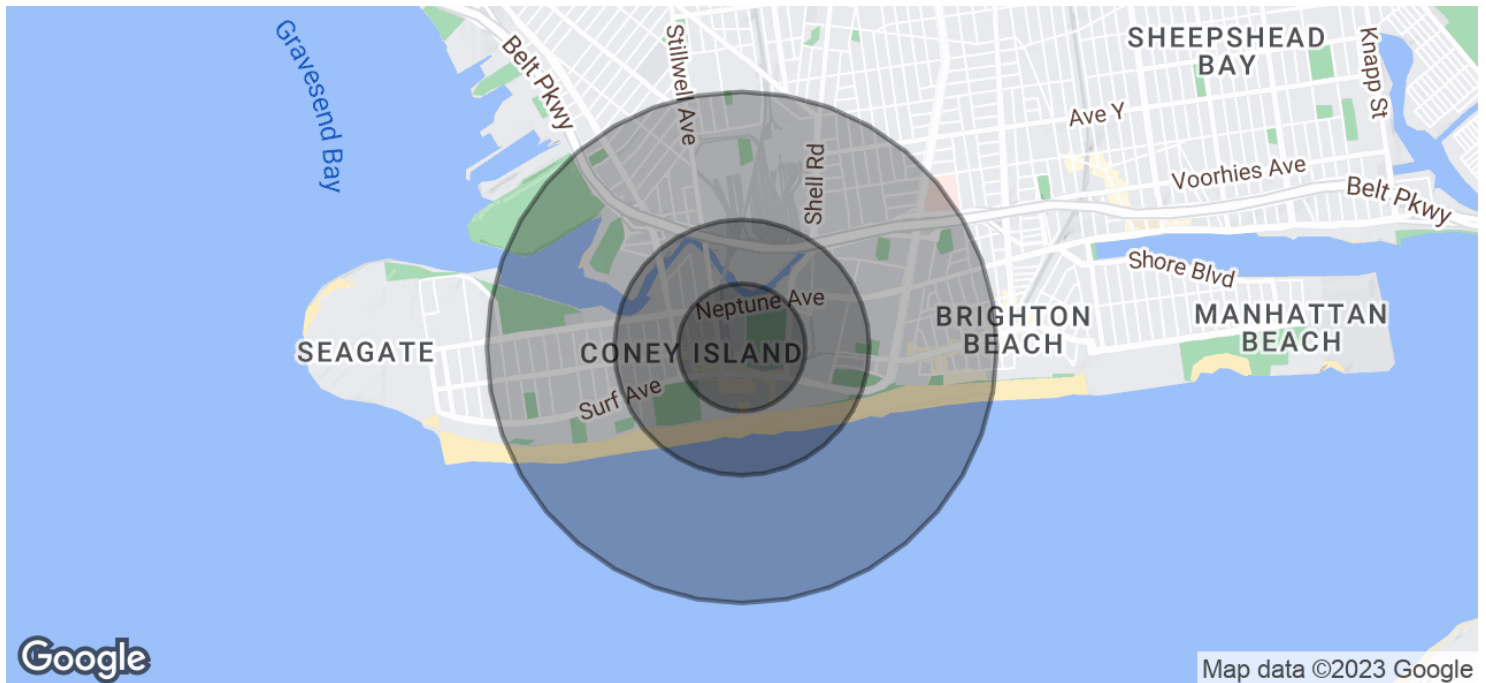 Gravesend Bay
Belt Pkwy
Stillwell Ave
SHEEPSHEAD
BAY
Knapp St
Ave Y
Shell Rd
Voorhies Ave
Belt Pkwy
Shore Blvd
Neptune Ave
BRIGHTON
BEACH
MANHATTAN
BEACH
SEAGATE
CONEY ISLAND
Surf Ave
Google
Map data ©2023 Google